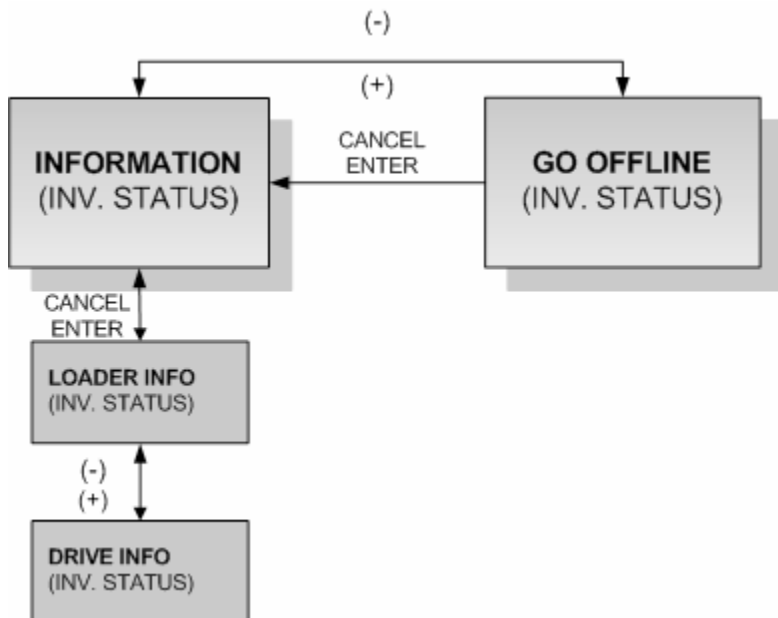 (-)
(+)
INFORMATION
(INV. STATUS)
CANCEL
ENTER
GO OFFLINE
(INV. STATUS)
CANCEL
ENTER
LOADER INFO
(INV. STATUS)
(-)
(+)
DRIVE INFO
(INV. STATUS)